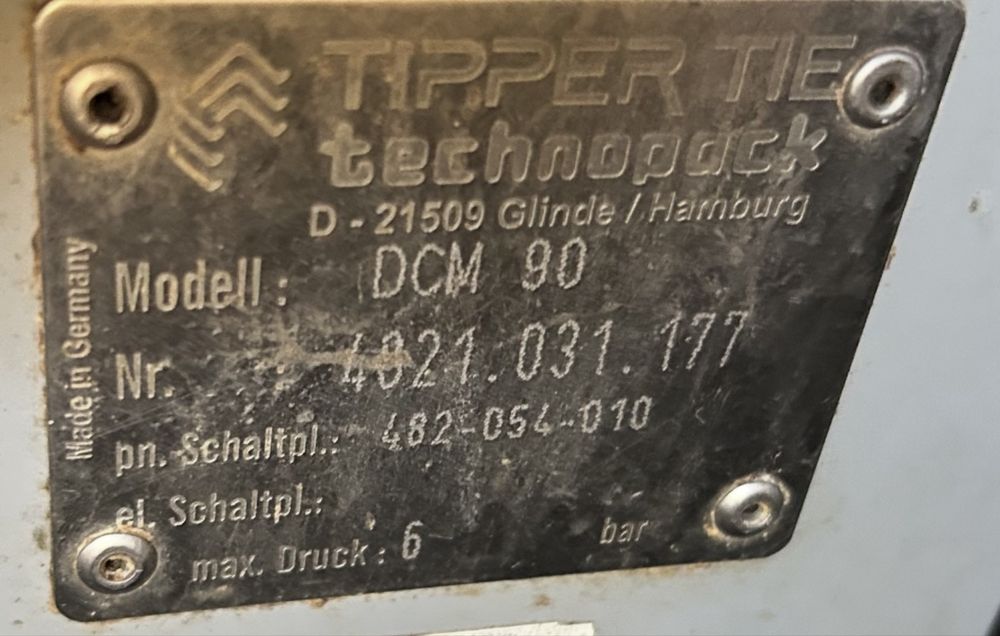 TIPPER TIE
technopack
D - 21509 Glinde / Hamburg
Made in Germany
Modell : DCM 90
Nr. : 4821.031.177
pn. Schaltpl.: 482-054-010
el. Schaltpl.:
max. Druck : 6 bar